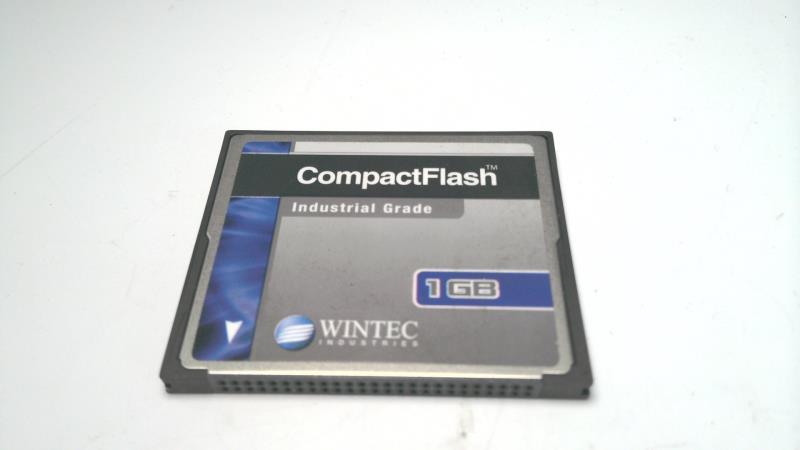 CompactFlash™
Industrial Grade
1GB
WINTEC
INDUSTRIES